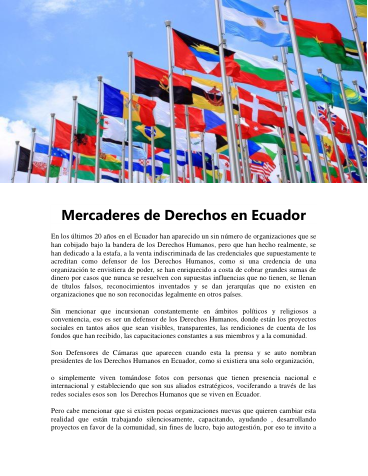 Mercaderes de Derechos en Ecuador
En los últimos 20 años en el Ecuador han aparecido un sin número de organizaciones que se
han cobijado bajo la bandera de los Derechos Humanos, pero que han hecho realmente, se
han dedicado a la estafa, a la venta indiscriminada de las credenciales que supuestamente te
acreditan como defensor de los Derechos Humanos, como si una credencia de una
organización te envistiera de poder, se han enriquecido a costa de cobrar grandes sumas de
dinero por casos que nunca se resuelven con supuestas influencias que no tienen, se llenan
de títulos falsos, reconocimientos inventados y se dan jerarquías que no existen en
organizaciones que no son reconocidas legalmente en otros países.
Sin mencionar que incursionan constantemente en ámbitos políticos y religiosos a
conveniencia, eso es ser un defensor de los Derechos Humanos, donde están los proyectos
sociales en tantos años que sean visibles, transparentes, las rendiciones de cuenta de los
fondos que han recibido, las capacitaciones constantes a sus miembros y a la comunidad.
Son Defensores de Cámaras que aparecen cuando esta la prensa y se auto nombran
presidentes de los Derechos Humanos en Ecuador, como si existiera una solo organización,
o simplemente viven tomándose fotos con personas que tienen presencia nacional e
internacional y estableciendo que son sus aliados estratégicos, vociferando a través de las
redes sociales esos son los Derechos Humanos que se viven en Ecuador.
Pero cabe mencionar que si existen pocas organizaciones nuevas que quieren cambiar esta
realidad que están trabajando silenciosamente, capacitando, ayudando , desarrollando
proyectos en favor de la comunidad, sin fines de lucro, bajo autogestión, por eso te invito a